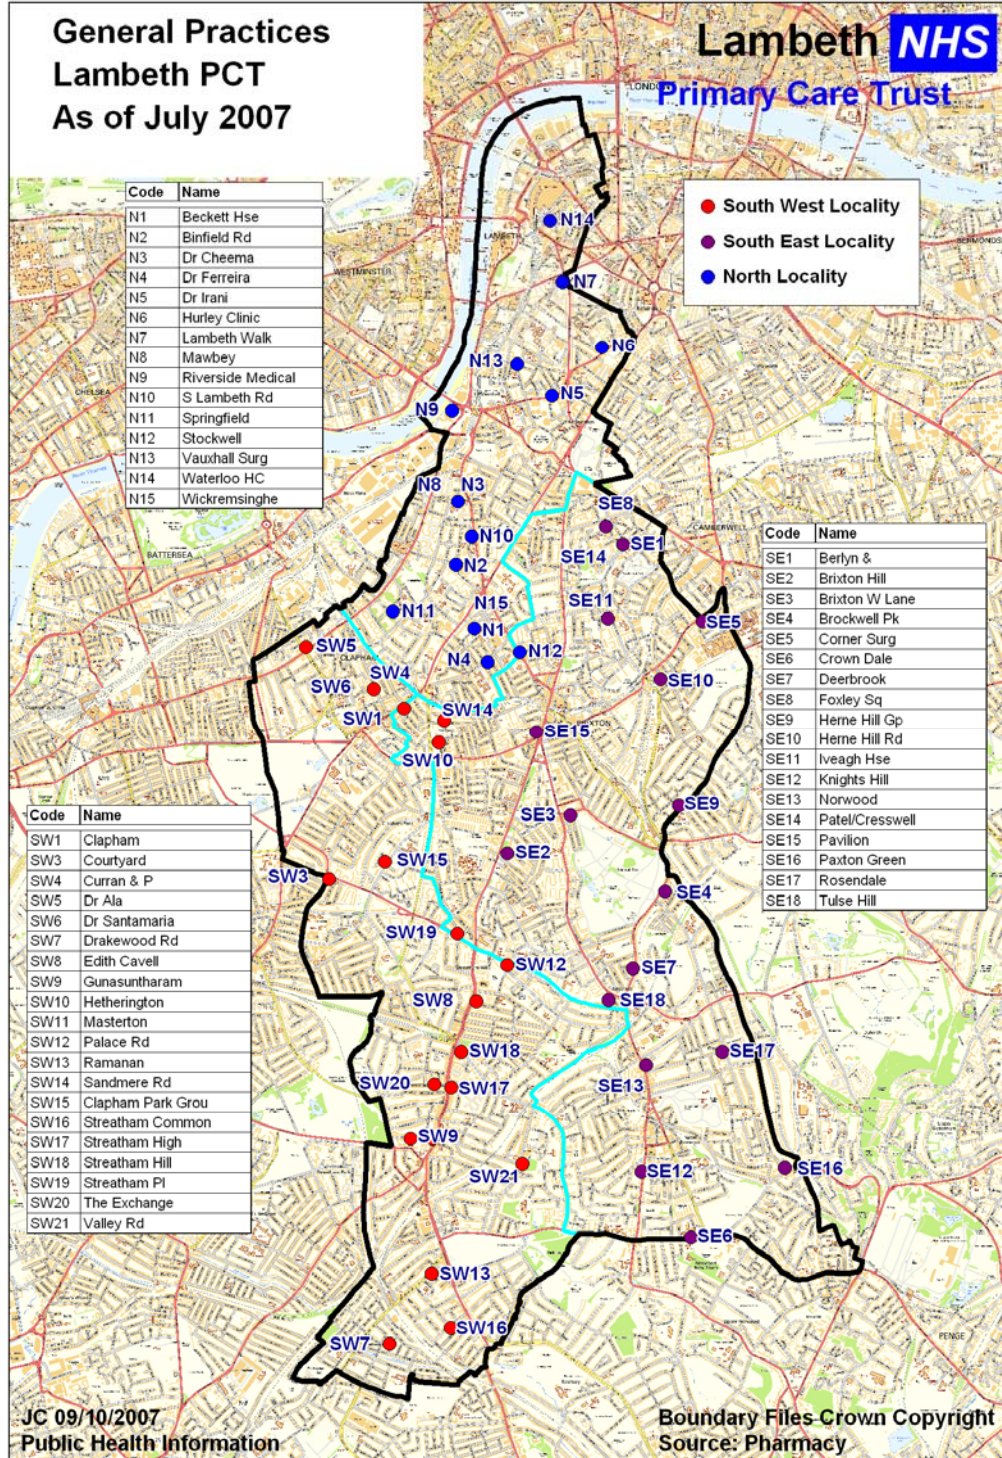 General Practices
Lambeth PCT
As of July 2007
Lambeth NHS
Primary Care Trust
South West Locality
South East Locality
North Locality
Code Name
N1 Beckett Hse
N2 Binfield Rd
N3 Dr Cheema
N4 Dr Ferreira
N5 Dr Irani
N6 Hurley Clinic
N7 Lambeth Walk
N8 Mawbey
N9 Riverside Medical
N10 S Lambeth Rd
N11 Springfield
N12 Stockwell
N13 Vauxhall Surg
N14 Waterloo HC
N15 Wickremsinghe
Code Name
SE1 Berlyn &
SE2 Brixton Hill
SE3 Brixton W Lane
SE4 Brockwell Pk
SE5 Corner Surg
SE6 Crown Dale
SE7 Deerbrook
SE8 Foxley Sq
SE9 Herne Hill Gp
SE10 Herne Hill Rd
SE11 Iveagh Hse
SE12 Knights Hill
SE13 Norwood
SE14 Patel/Cresswell
SE15 Pavilion
SE16 Paxton Green
SE17 Rosendale
SE18 Tulse Hill
Code Name
SW1 Clapham
SW3 Courtyard
SW4 Curran & P
SW5 Dr Ala
SW6 Dr Santamaria
SW7 Drakewood Rd
SW8 Edith Cavell
SW9 Gunasuntharam
SW10 Hetherington
SW11 Masterton
SW12 Palace Rd
SW13 Ramanan
SW14 Sandmere Rd
SW15 Clapham Park Grou
SW16 Streatham Common
SW17 Streatham High
SW18 Streatham Hill
SW19 Streatham Pl
SW20 The Exchange
SW21 Valley Rd
LONDON
N14
LAMBETH
WESTMINSTER
N7
N6
N13
CHELSEA
N5
N9
N8
N3
SE8
CAMBERWELL
N10
SE1
BATTERSEA
SE14
N2
N15
N11
SE11
SE5
N1
SW5
N12
N4
SW4
SE10
SW6
SW1
SW14
BRIXTON
SE15
SW10
SE9
SE3
SE2
SW15
SW3
SE4
SW19
SW12
SE7
SW8
SE18
SW18
SE17
SE13
SW20
SW17
SW9
SE16
SW21
SE12
SE6
SW13
SW16
SW7
PENGE
JC 09/10/2007
Public Health Information
Boundary Files Crown Copyright
Source: Pharmacy